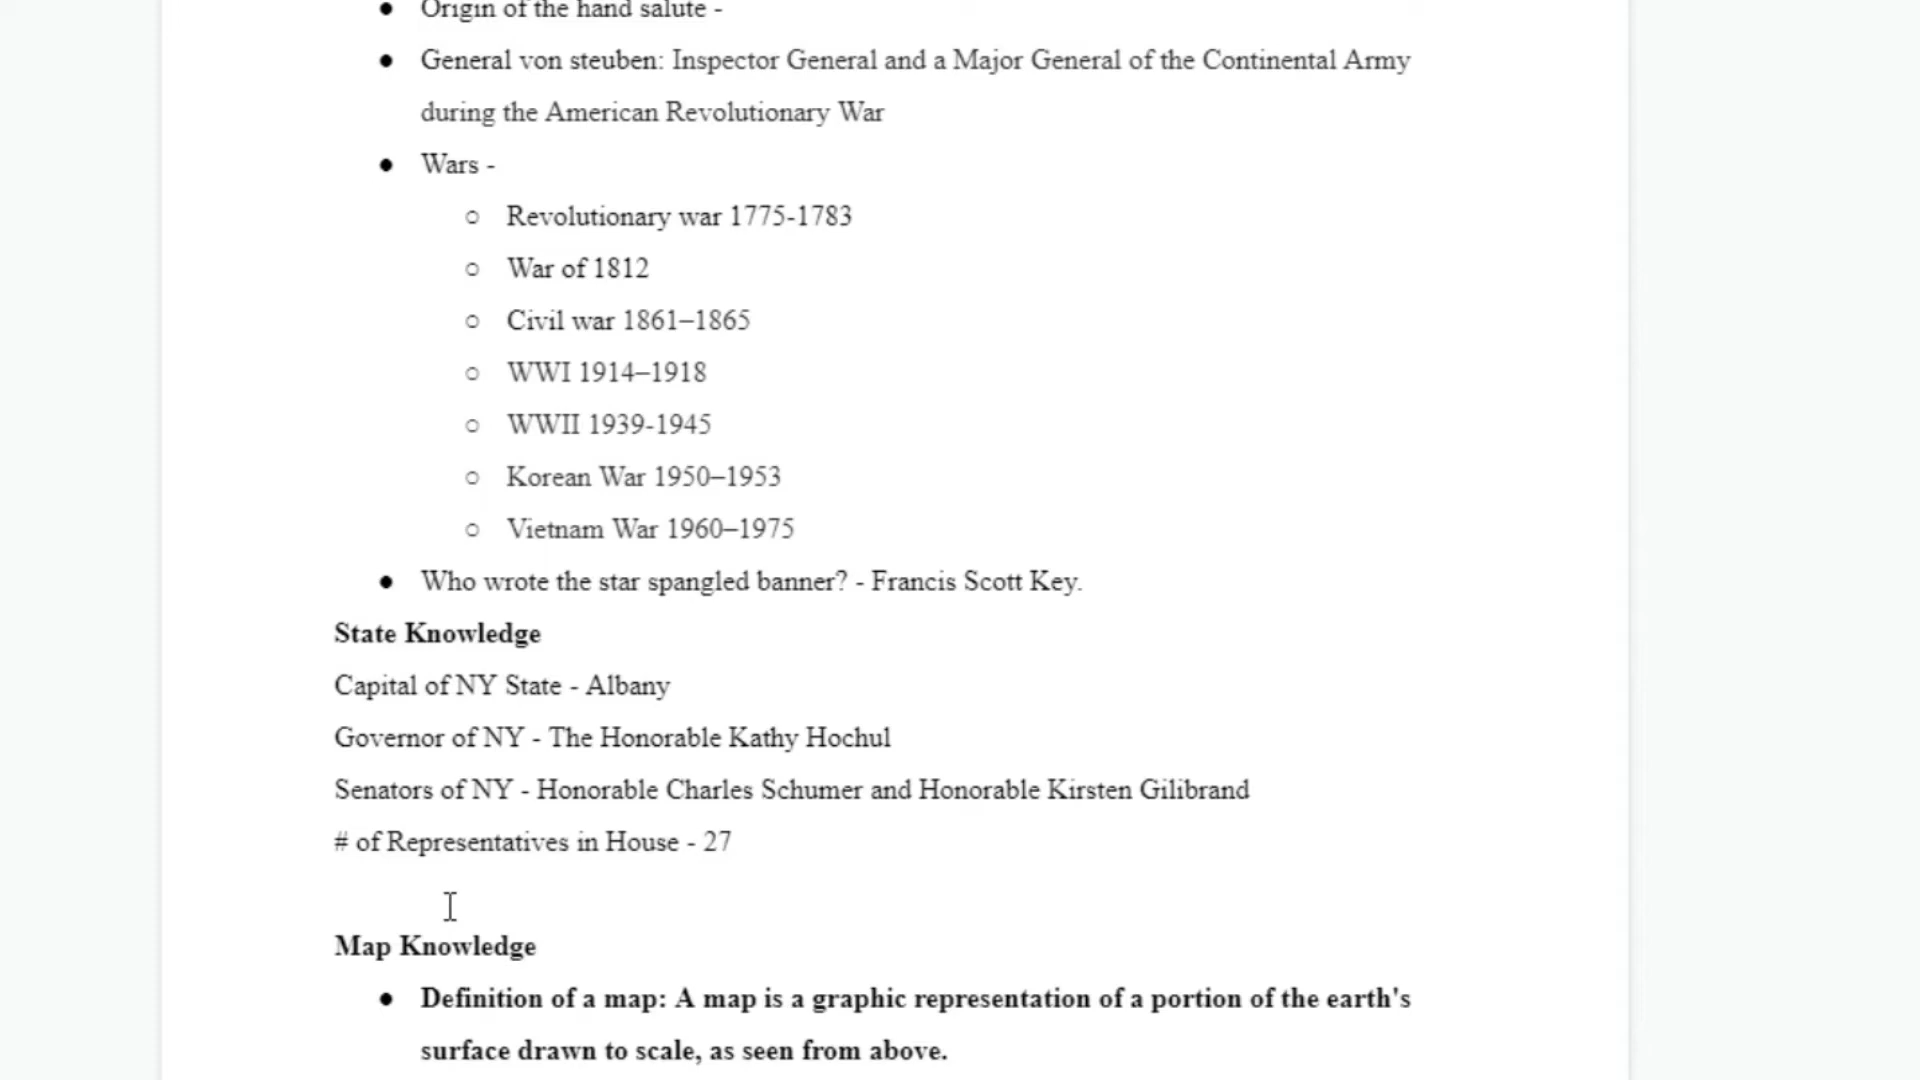 ● Origin of the hand salute -
● General von steuben: Inspector General and a Major General of the Continental Army
during the American Revolutionary War
● Wars -
○ Revolutionary war 1775-1783
○ War of 1812
○ Civil war 1861–1865
○ WWI 1914–1918
○ WWII 1939-1945
○ Korean War 1950–1953
○ Vietnam War 1960–1975
● Who wrote the star spangled banner? - Francis Scott Key.
State Knowledge
Capital of NY State - Albany
Governor of NY - The Honorable Kathy Hochul
Senators of NY - Honorable Charles Schumer and Honorable Kirsten Gilibrand
# of Representatives in House - 27
Map Knowledge
● Definition of a map: A map is a graphic representation of a portion of the earth's
surface drawn to scale, as seen from above.